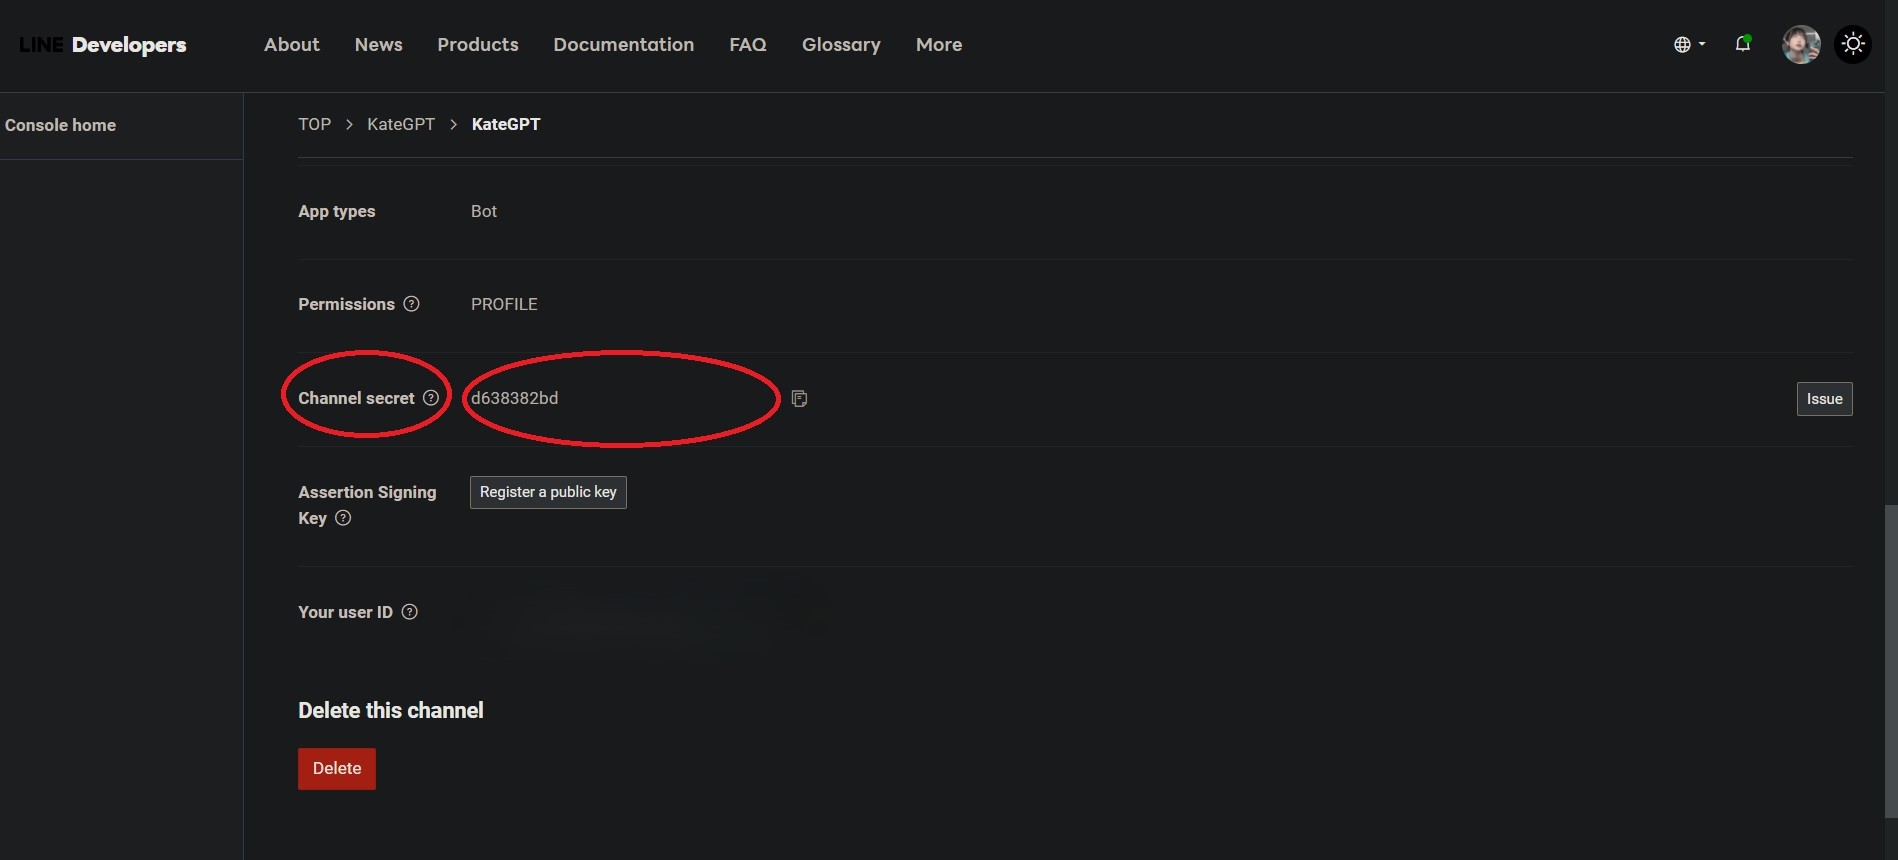 LINE Developers
About News Products Documentation FAQ Glossary More
Console home
TOP > KateGPT > KateGPT
App types Bot
Permissions ? PROFILE
Channel secret ? d638382bd
Issue
Assertion Signing
Key ?
Register a public key
Your user ID ?
Delete this channel
Delete